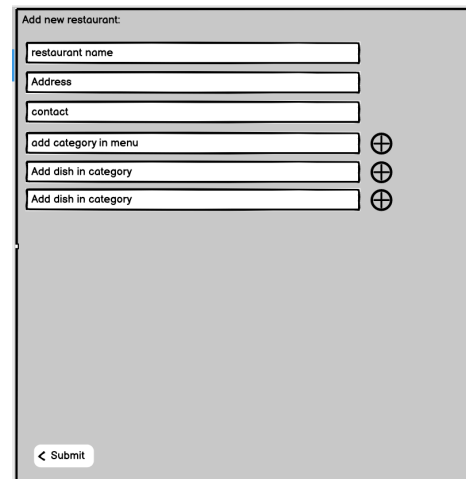 Add new restaurant:
restaurant name
Address
contact
add category in menu
Add dish in category
Add dish in category
Submit